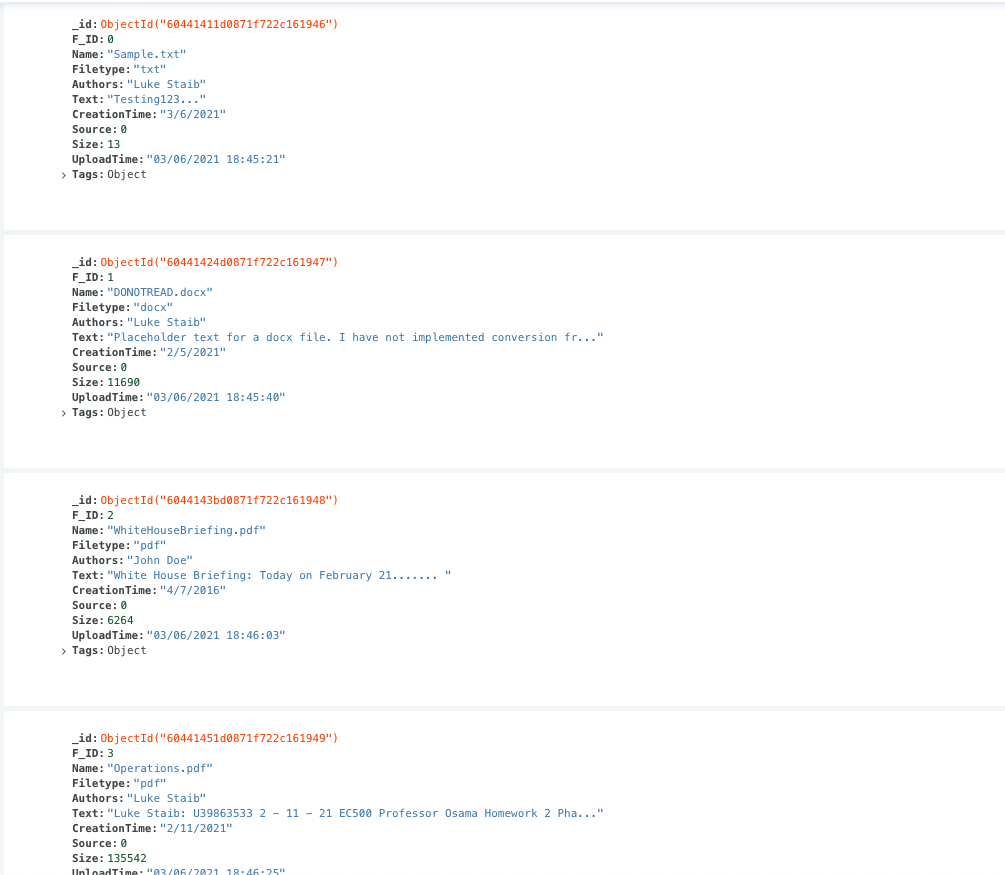 _id: ObjectId("60441411d0871f722c161946")
F_ID: 0
Name: "Sample.txt"
Filetype: "txt"
Authors: "Luke Staib"
Text: "Testing123..."
CreationTime: "3/6/2021"
Source: 0
Size: 13
UploadTime: "03/06/2021 18:45:21"
> Tags: Object
_id: ObjectId("60441424d0871f722c161947")
F_ID: 1
Name: "DONOTREAD.docx"
Filetype: "docx"
Authors: "Luke Staib"
Text: "Placeholder text for a docx file. I have not implemented conversion fr..."
CreationTime: "2/5/2021"
Source: 0
Size: 11690
UploadTime: "03/06/2021 18:45:40"
> Tags: Object
_id: ObjectId("6044143bd0871f722c161948")
F_ID: 2
Name: "WhiteHouseBriefing.pdf"
Filetype: "pdf"
Authors: "John Doe"
Text: "White House Briefing: Today on February 21....... "
CreationTime: "4/7/2016"
Source: 0
Size: 6264
UploadTime: "03/06/2021 18:46:03"
> Tags: Object
_id: ObjectId("60441451d0871f722c161949")
F_ID: 3
Name: "Operations.pdf"
Filetype: "pdf"
Authors: "Luke Staib"
Text: "Luke Staib: U39863533 2 – 11 – 21 EC500 Professor Osama Homework 2 Pha..."
CreationTime: "2/11/2021"
Source: 0
Size: 135542
UploadTime: "03/06/2021 18:46:25"